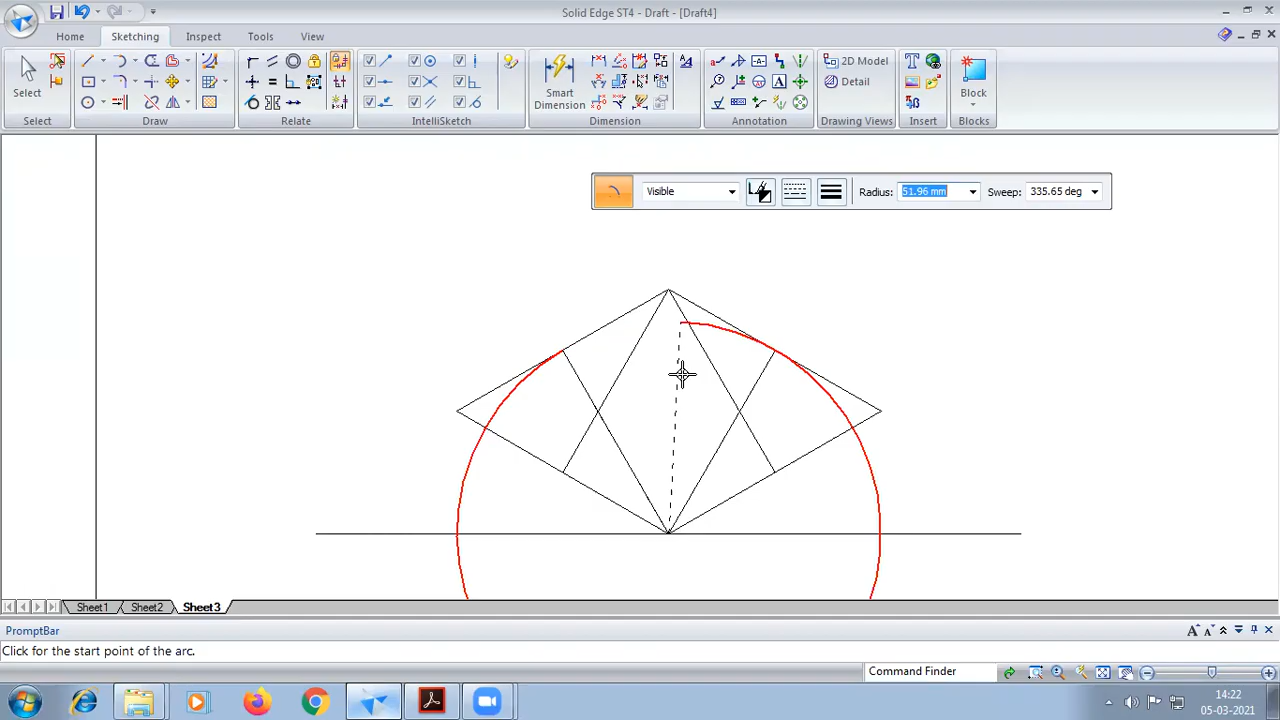 Solid Edge ST4 - Draft - [Draft4]
Home
Sketching
Inspect
Tools
View
Select
Smart
Dimension
A
2D Model
Detail
Block
Select
Draw
Relate
IntelliSketch
Dimension
Annotation
Drawing Views
Insert
Blocks
Visible
Radius:
51.96 mm
Sweep:
335.65 deg
Sheet1
Sheet2
Sheet3
PromptBar
Click for the start point of the arc.
Command Finder
14:22
05-03-2021